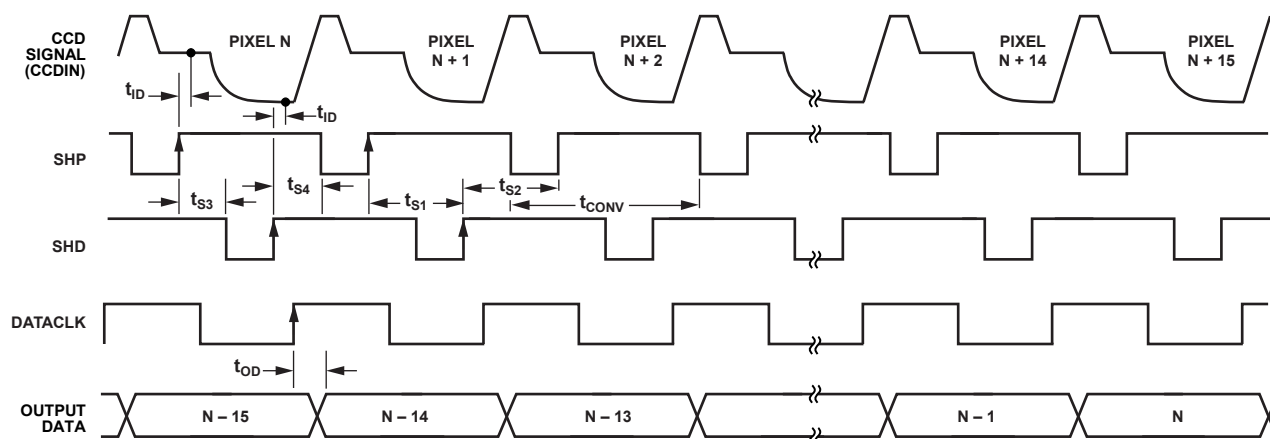 CCD
SIGNAL
(CCDIN)
PIXEL N
PIXEL
N + 1
PIXEL
N + 2
PIXEL
N + 14
PIXEL
N + 15
tID
tID
SHP
tS3
tS4
tS1
tS2
tCONV
SHD
DATACLK
tOD
OUTPUT
DATA
N – 15
N – 14
N – 13
N – 1
N